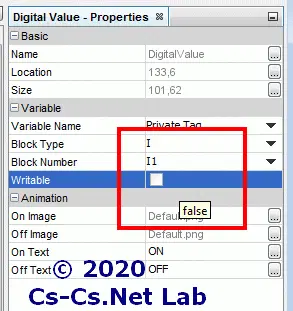 Digital Value - Properties
Basic
Name DigitalValue ...
Location 133,6 ...
Size 101,62 ...
Variable
Variable Name Private Tag
Block Type I
Block Number I1
Writable
false
Animation
On Image Default.png ...
Off Image Default.png ...
On Text ON ...
Off Text OFF ...
© 2020
Cs-Cs.Net Lab